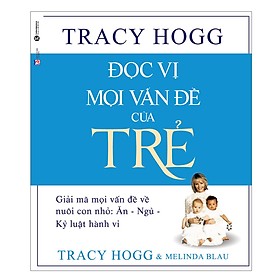 TRACY HOGG
ĐỌC VỊ
MỌI VẤN ĐỀ
CỦA
TRẺ
Giải mã mọi vấn đề về
nuôi con nhỏ: Ăn - Ngủ -
Kỷ luật hành vi
TRACY HOGG & MELINDA BLAU